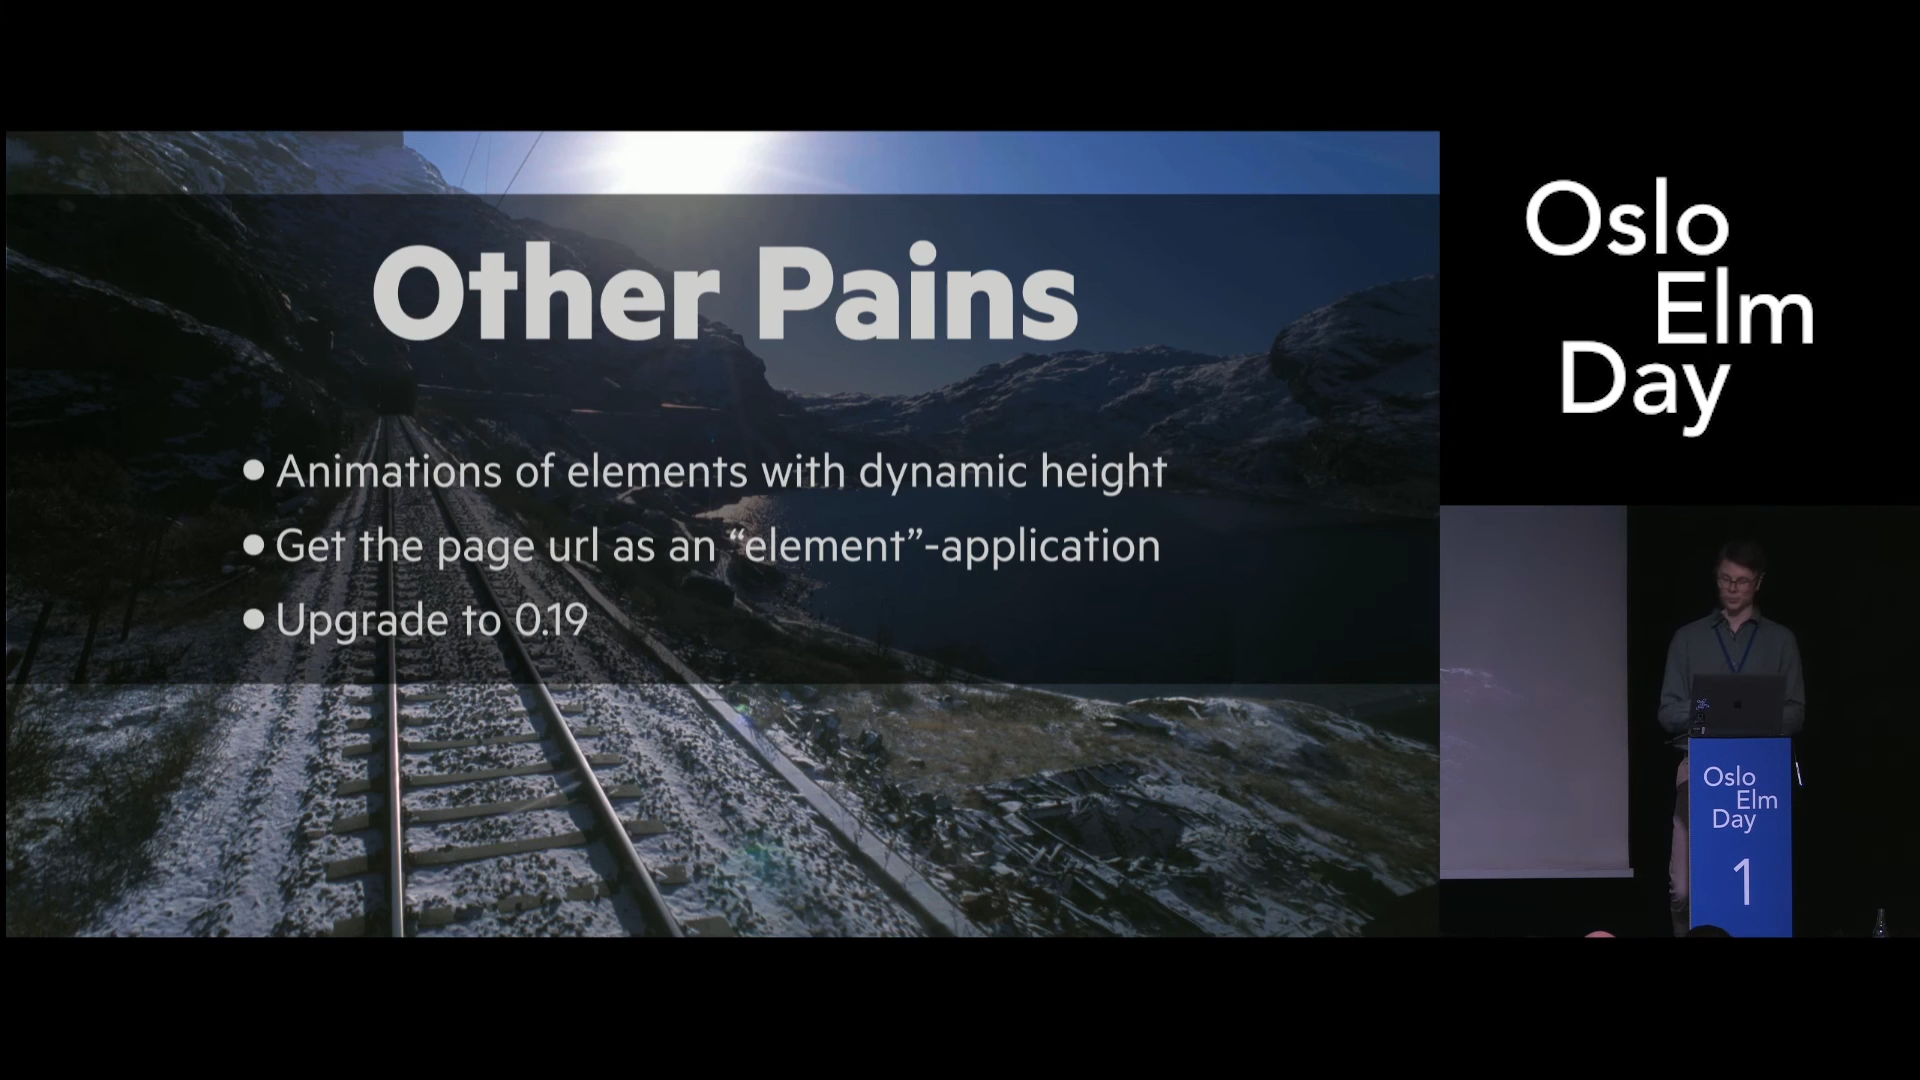 Other Pains
• Animations of elements with dynamic height
• Get the page url as an “element”-application
• Upgrade to 0.19
Oslo
Elm
Day
Oslo
Elm
Day
1